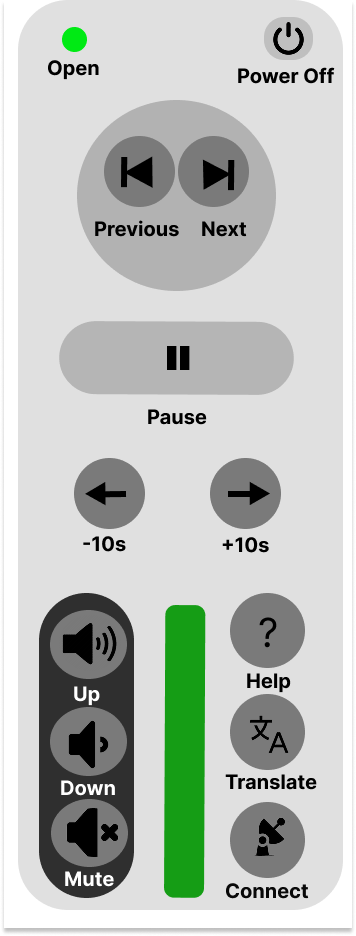 Open
Power Off
Previous Next
Pause
-10s
+10s
Up
Down
Mute
?
Help
文A
Translate
Connect